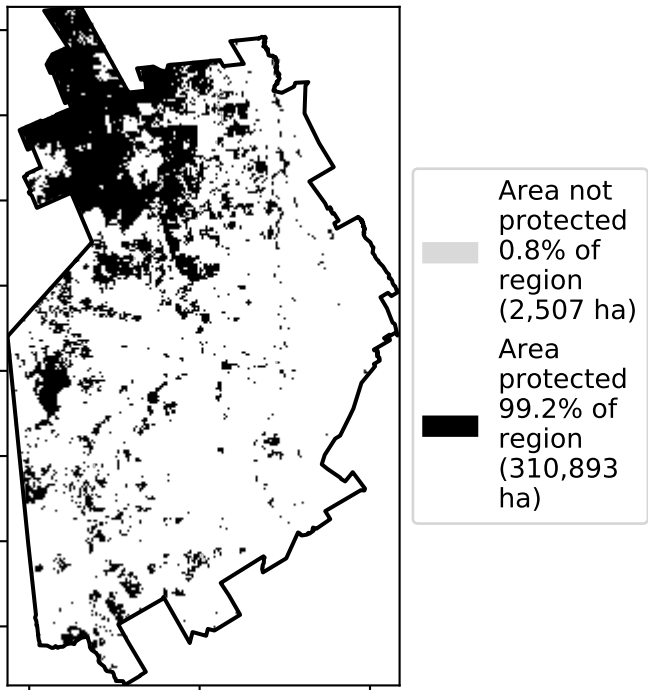 Area not
protected
0.8% of
region
(2,507 ha)
Area
protected
99.2% of
region
(310,893
ha)